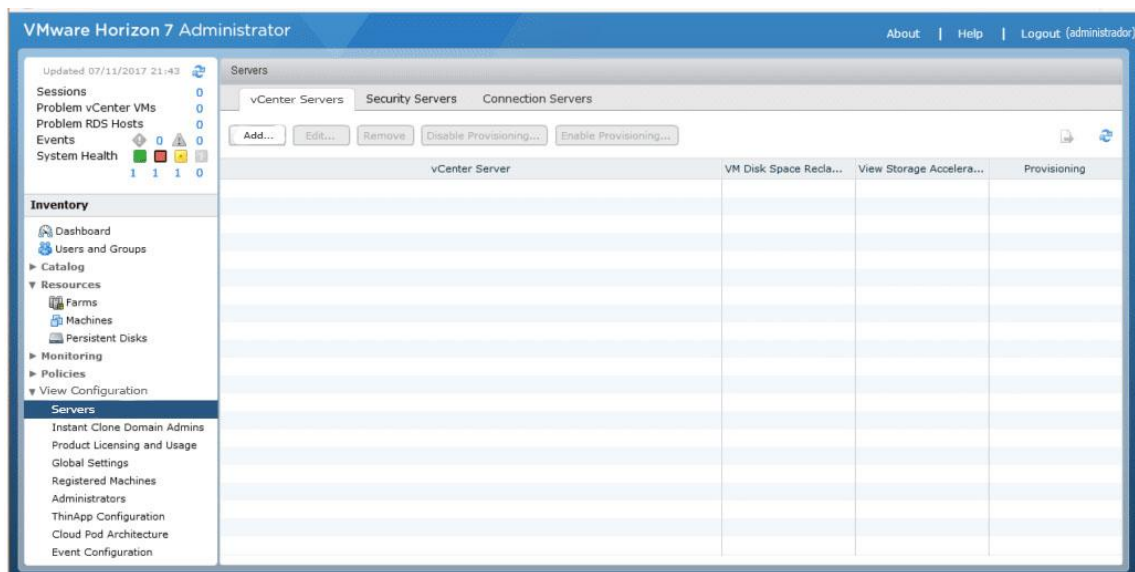 VMware Horizon 7 Administrator
About | Help | Logout (administrador)
Updated 07/11/2017 21:43
Sessions 0
Problem vCenter VMs 0
Problem RDS Hosts 0
Events 0 0
System Health
1 1 1 0
Inventory
Dashboard
Users and Groups
Catalog
Resources
Farms
Machines
Persistent Disks
Monitoring
Policies
View Configuration
Servers
Instant Clone Domain Admins
Product Licensing and Usage
Global Settings
Registered Machines
Administrators
ThinApp Configuration
Cloud Pod Architecture
Event Configuration
Servers
vCenter Servers Security Servers Connection Servers
Add... Edit... Remove Disable Provisioning... Enable Provisioning...
vCenter Server VM Disk Space Recla... View Storage Accelera... Provisioning